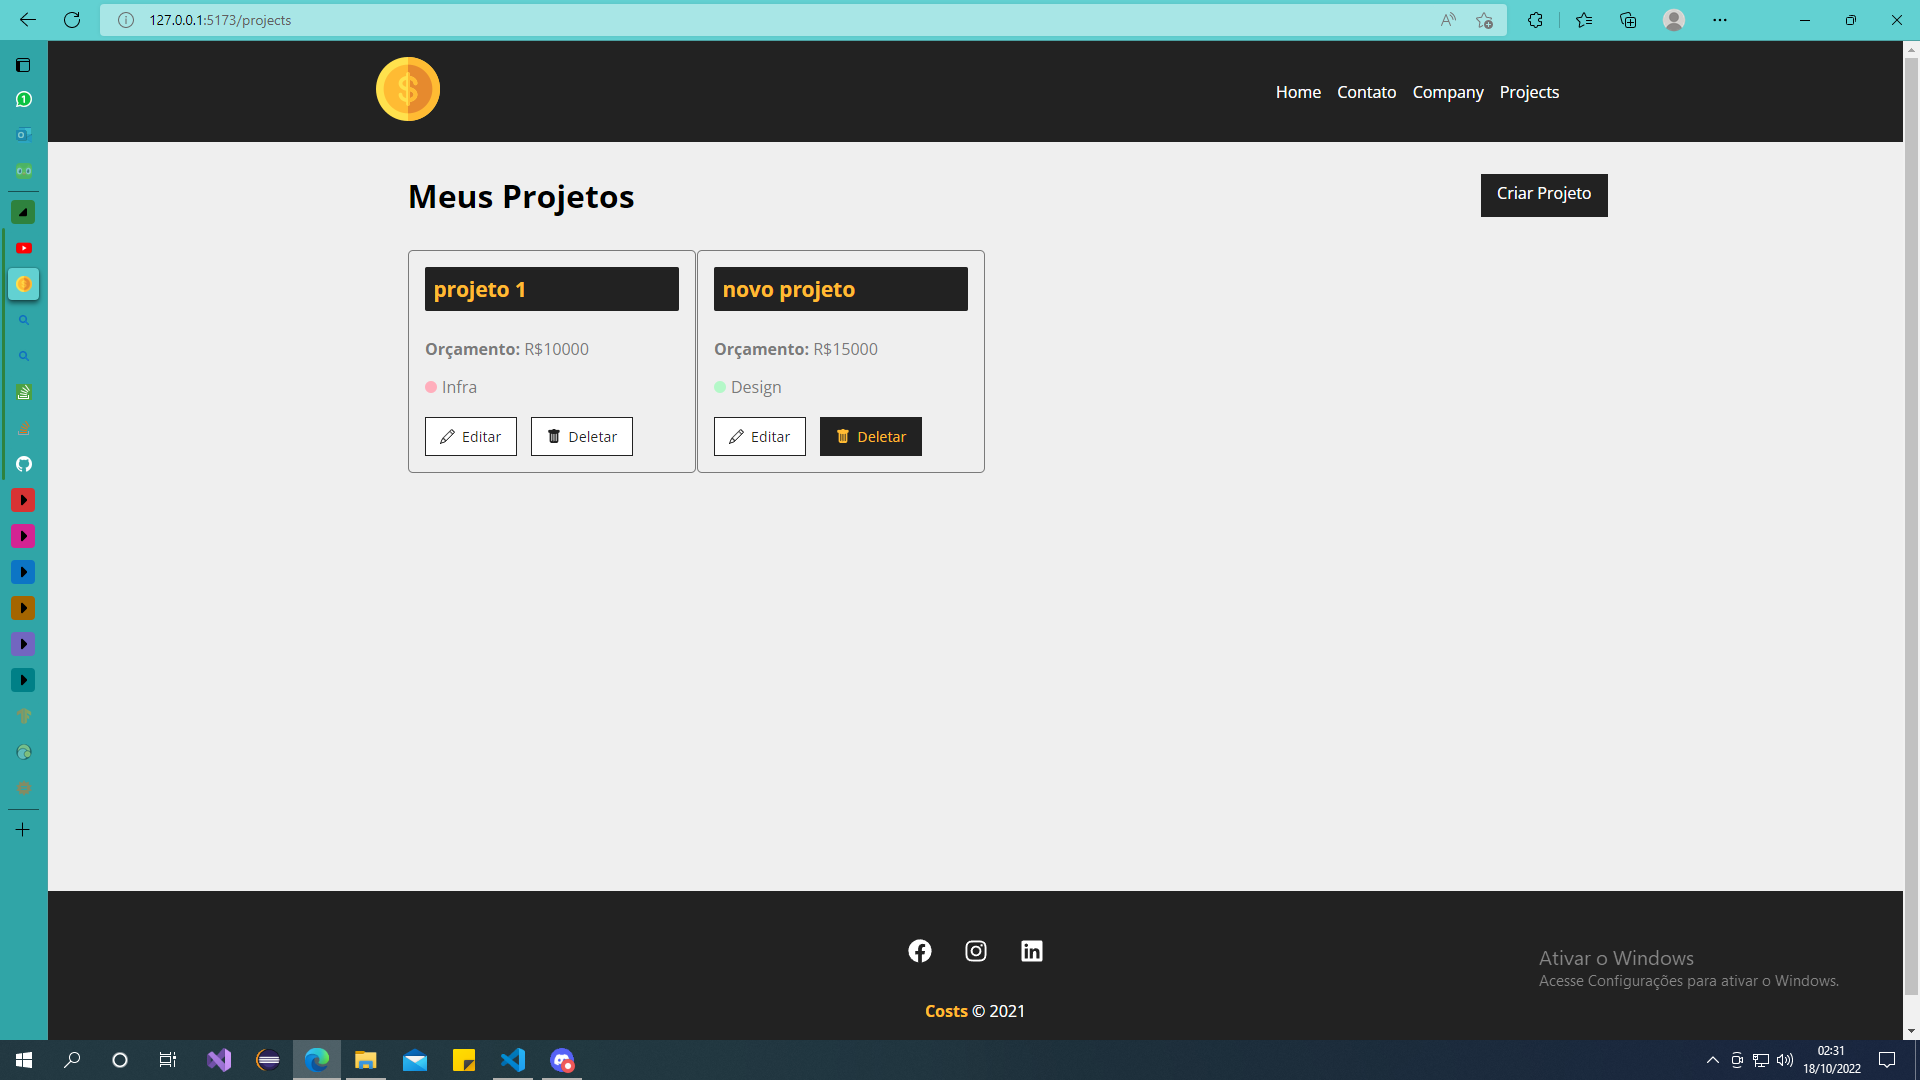 127.0.0.1:5173/projects
Home Contato Company Projects
Meus Projetos
Criar Projeto
projeto 1
Orçamento: R$10000
Infra
Editar Deletar
novo projeto
Orçamento: R$15000
Design
Editar Deletar
Ativar o Windows
Acesse Configurações para ativar o Windows.
Costs © 2021
02:31
18/10/2022